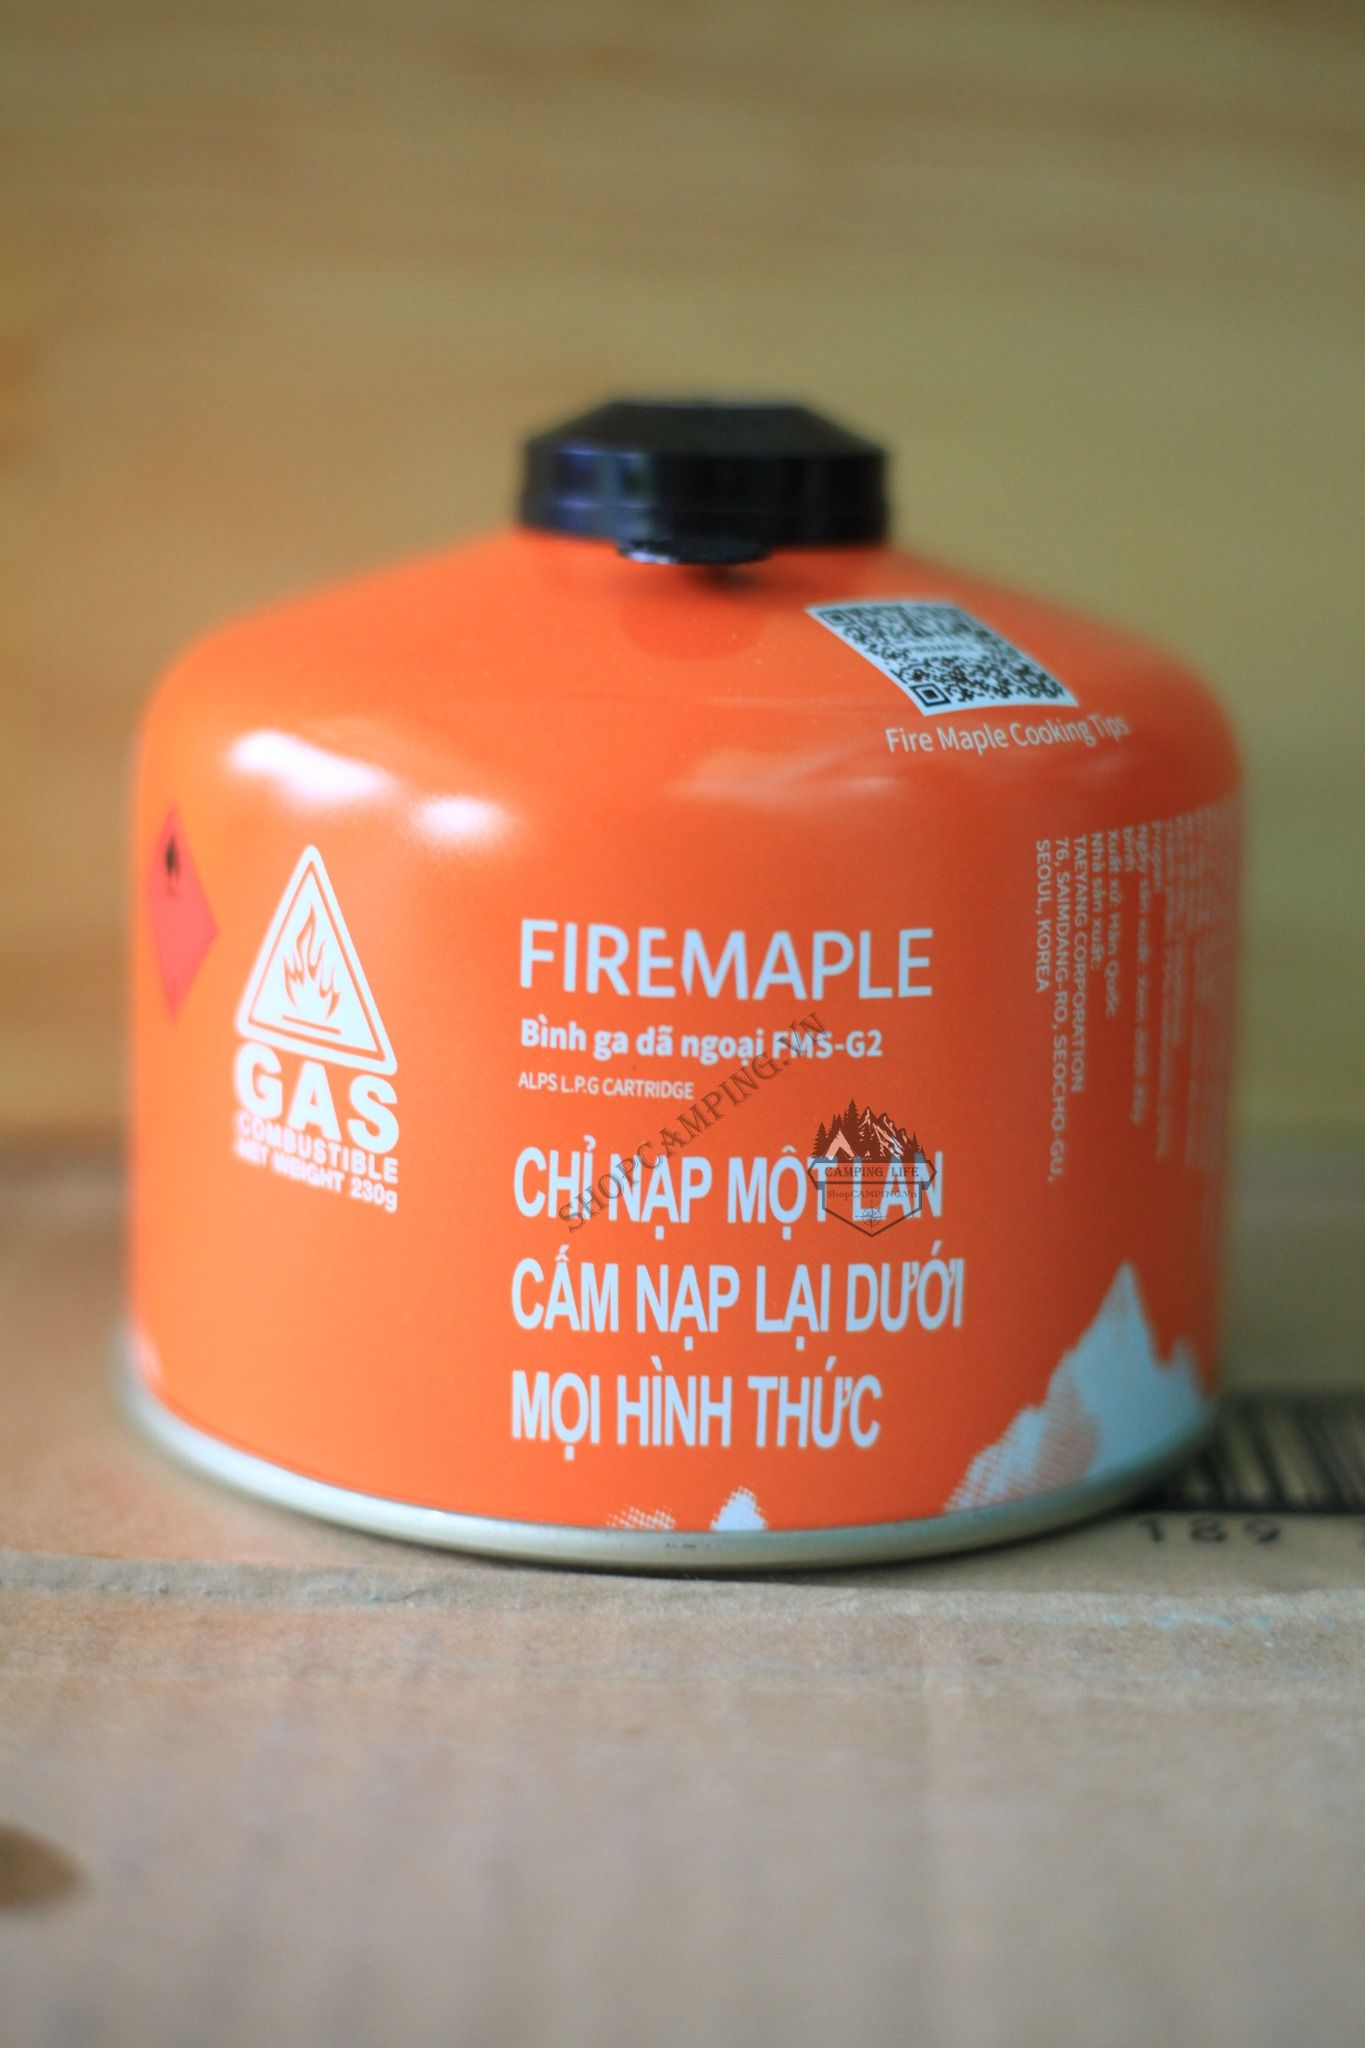 Fire Maple Cooking Tips
FIREMAPLE
Bình ga dã ngoại FMS-G2
ALPS L.P.G CARTRIDGE
CHỈ NẠP MỘT LẦN
CẤM NẠP LẠI DƯỚI
MỌI HÌNH THỨC
GAS
COMBUSTIBLE
NET WEIGHT 230g
SHOPCAMPING.VN
CAMPING LIFE
ShopCAMPING.Vn
Xuất xứ: Hàn Quốc
Nhà sản xuất:
TAEYANG CORPORATION
76, SAIMDANG-RO, SEOCHO-GU,
SEOUL, KOREA
189